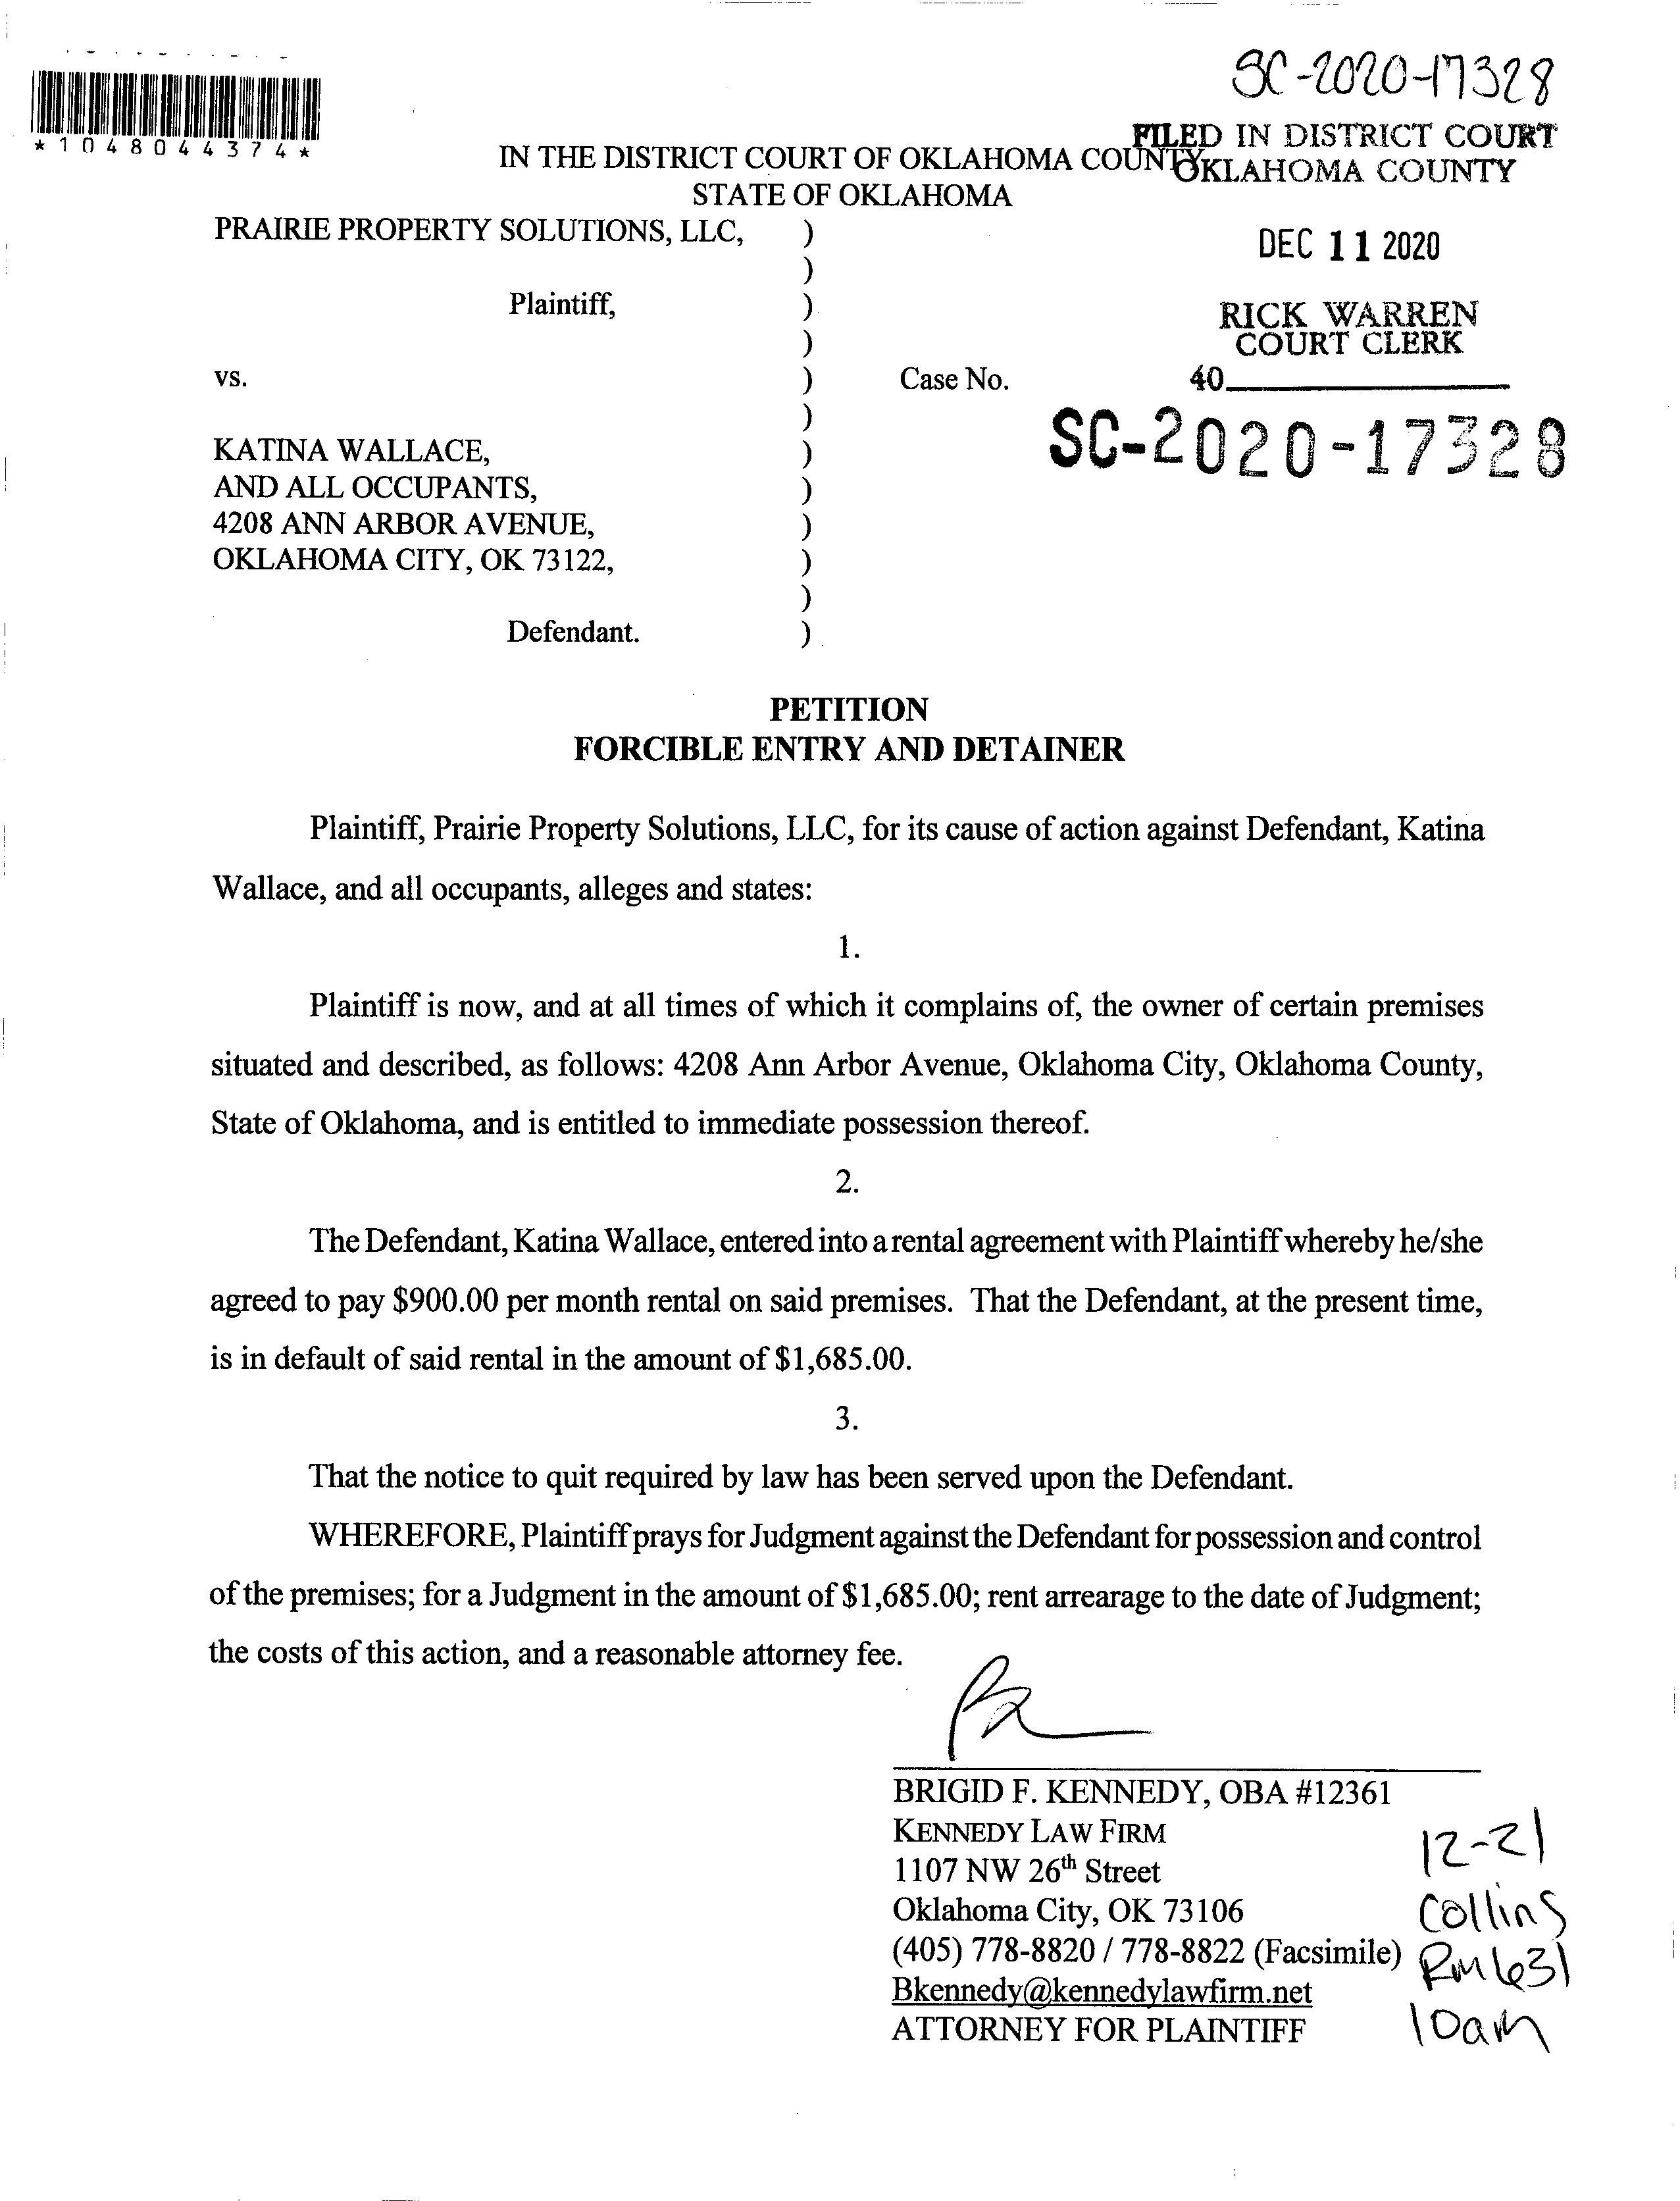 SC-2020-17328
*1048044374*
FILED IN DISTRICT COURT
OKLAHOMA COUNTY
IN THE DISTRICT COURT OF OKLAHOMA COUNTY
STATE OF OKLAHOMA
DEC 11 2020
RICK WARREN
COURT CLERK
40
PRAIRIE PROPERTY SOLUTIONS, LLC, )
)
Plaintiff, )
)
vs. ) Case No.
)
SC-2020-17328
KATINA WALLACE, )
AND ALL OCCUPANTS, )
4208 ANN ARBOR AVENUE, )
OKLAHOMA CITY, OK 73122, )
)
Defendant. )
PETITION
FORCIBLE ENTRY AND DETAINER
Plaintiff, Prairie Property Solutions, LLC, for its cause of action against Defendant, Katina
Wallace, and all occupants, alleges and states:
1.
Plaintiff is now, and at all times of which it complains of, the owner of certain premises
situated and described, as follows: 4208 Ann Arbor Avenue, Oklahoma City, Oklahoma County,
State of Oklahoma, and is entitled to immediate possession thereof.
2.
The Defendant, Katina Wallace, entered into a rental agreement with Plaintiff whereby he/she
agreed to pay $900.00 per month rental on said premises. That the Defendant, at the present time,
is in default of said rental in the amount of $1,685.00.
3.
That the notice to quit required by law has been served upon the Defendant.
WHEREFORE, Plaintiff prays for Judgment against the Defendant for possession and control
of the premises; for a Judgment in the amount of $1,685.00; rent arrearage to the date of Judgment;
the costs of this action, and a reasonable attorney fee.
BRIGID F. KENNEDY, OBA #12361
KENNEDY LAW FIRM
1107 NW 26th Street
Oklahoma City, OK 73106
(405) 778-8820 / 778-8822 (Facsimile)
Bkennedy@kennedylawfirm.net
ATTORNEY FOR PLAINTIFF
12-21
Collins
Rm 631
10am